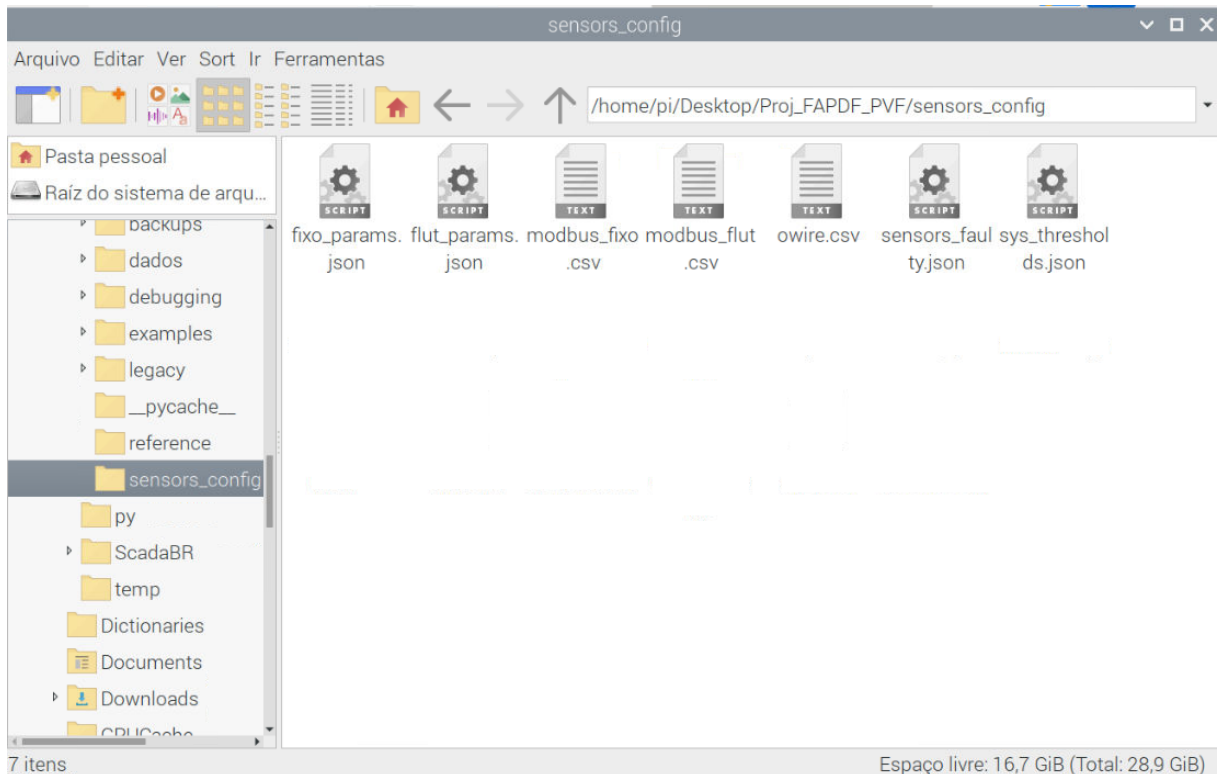 sensors_config
Arquivo Editar Ver Sort Ir Ferramentas
/home/pi/Desktop/Proj_FAPDF_PVF/sensors_config
Pasta pessoal
Raíz do sistema de arqu...
backups
dados
debugging
examples
legacy
__pycache__
reference
sensors_config
py
ScadaBR
temp
Dictionaries
Documents
Downloads
SCRIPT SCRIPT TEXT TEXT TEXT SCRIPT SCRIPT
fixo_params. flut_params. modbus_fixo modbus_flut owire.csv sensors_faul sys_threshol
json json .csv .csv ty.json ds.json
7 itens
Espaço livre: 16,7 GiB (Total: 28,9 GiB)